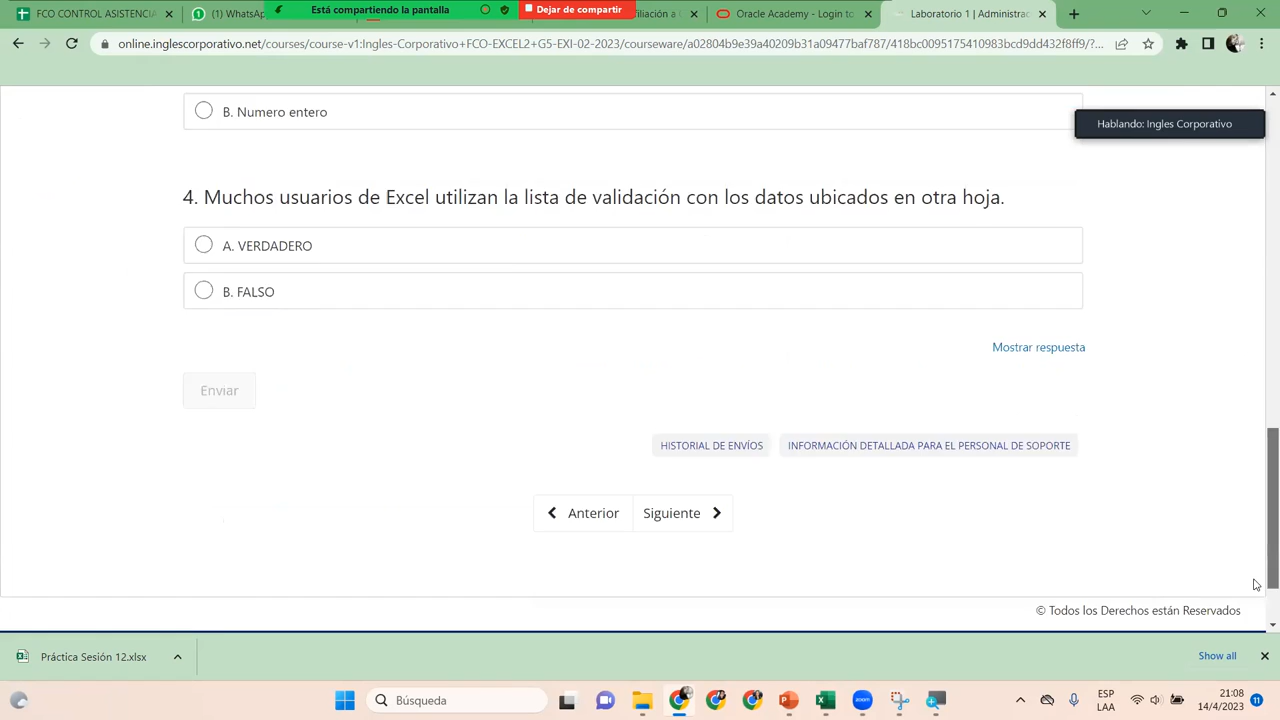 FCO CONTROL ASISTENCIA
(1) WhatsA
Está compartiendo la pantalla
Dejar de compartir
iliación a C
Oracle Academy - Login to
Laboratorio 1 | Administrac
online.inglescorporativo.net/courses/course-v1:Ingles-Corporativo+FCO-EXCEL2+G5-EXI-02-2023/courseware/a02804b9e39a40209b31a09477baf787/418bc0095175410983bcd9dd432f8ff9/?...
B. Numero entero
Hablando: Ingles Corporativo
4. Muchos usuarios de Excel utilizan la lista de validación con los datos ubicados en otra hoja.
A. VERDADERO
B. FALSO
Mostrar respuesta
Enviar
HISTORIAL DE ENVÍOS
INFORMACIÓN DETALLADA PARA EL PERSONAL DE SOPORTE
Anterior
Siguiente
© Todos los Derechos están Reservados
Práctica Sesión 12.xlsx
Show all
Búsqueda
ESP
LAA
21:08
14/4/2023
11